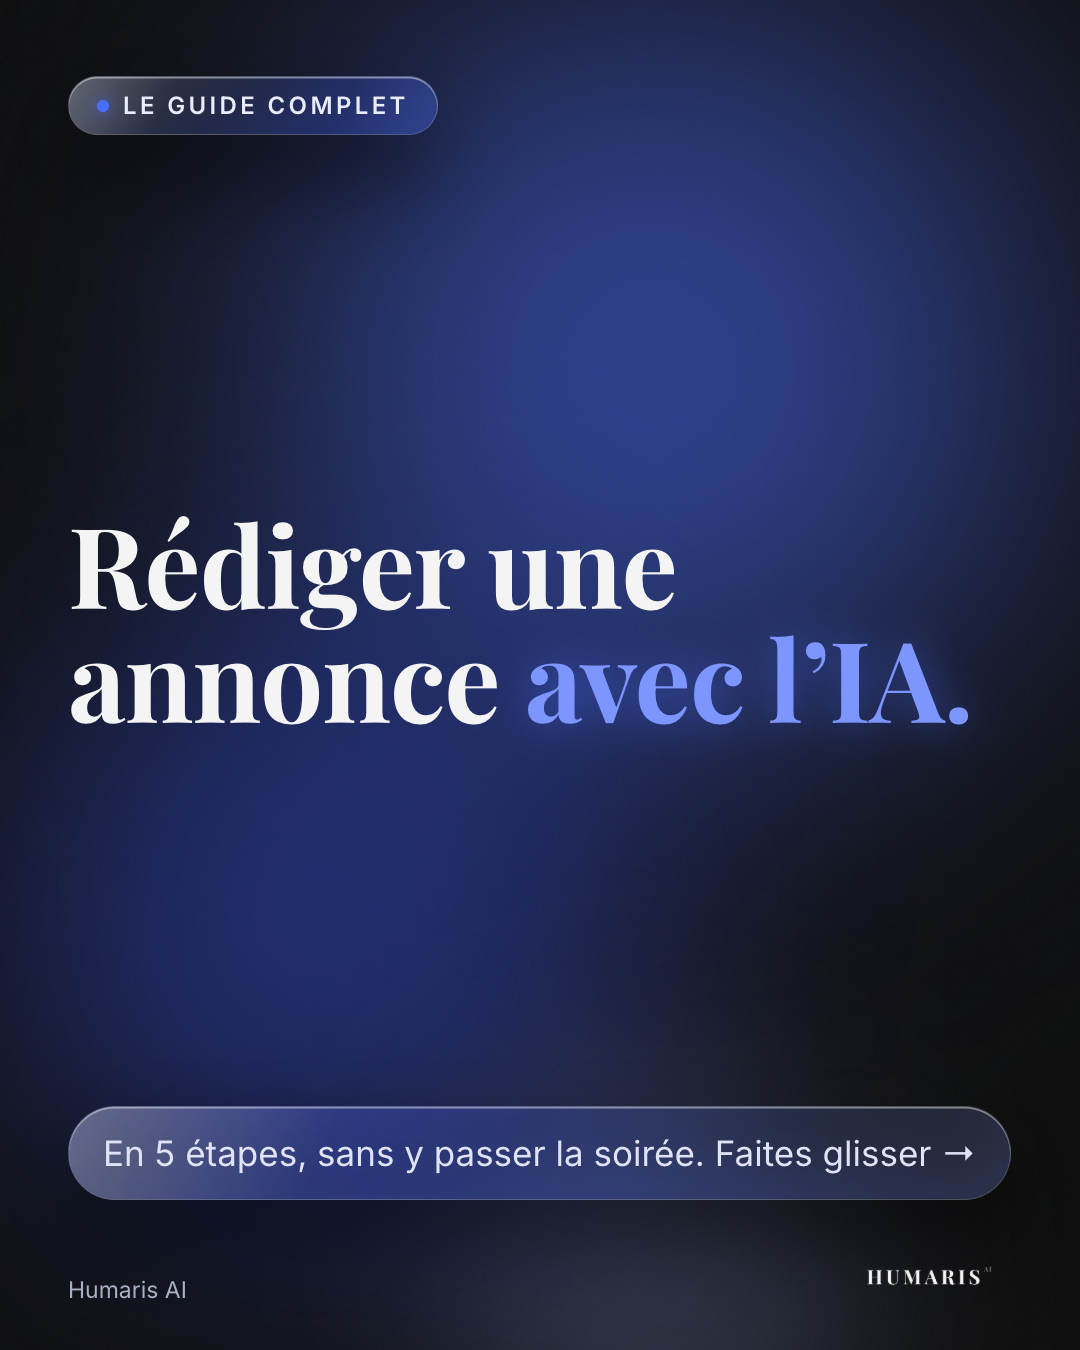 LE GUIDE COMPLET
Rédiger une
annonce avec l’IA.
En 5 étapes, sans y passer la soirée. Faites glisser →
Humaris AI
HUMARIS AI